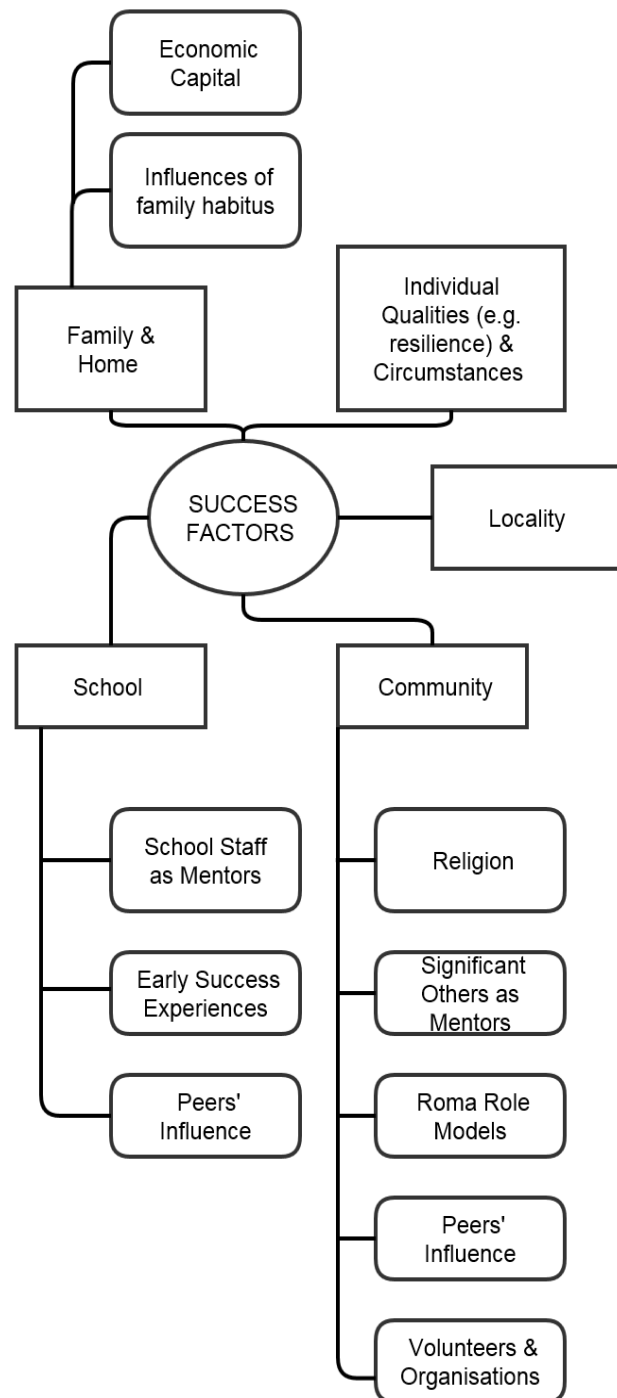 Economic
Capital
Influences of
family habitus
Family &
Home
Individual
Qualities (e.g.
resilience) &
Circumstances
SUCCESS
FACTORS
Locality
School
Community
School Staff
as Mentors
Early Success
Experiences
Peers'
Influence
Religion
Significant
Others as
Mentors
Roma Role
Models
Peers'
Influence
Volunteers &
Organisations